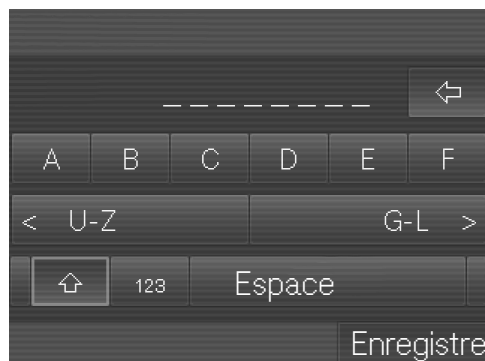 _ _ _ _ _ _ _ _
A B C D E F
< U-Z G-L >
123 Espace
Enregistre